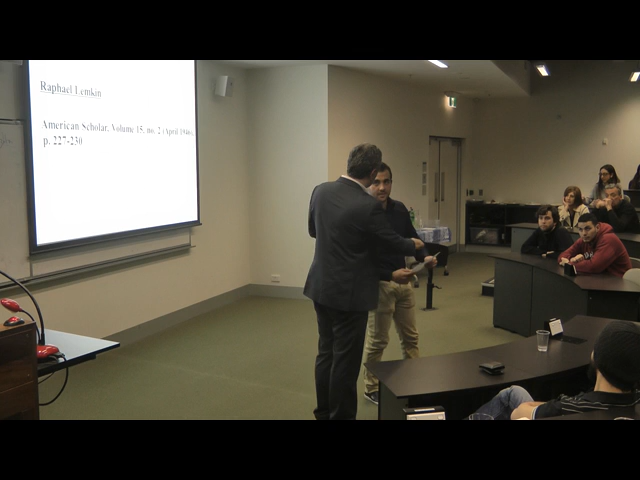 Raphael Lemkin
American Scholar, Volume 15, no. 2 (April 1946),
p. 227-230